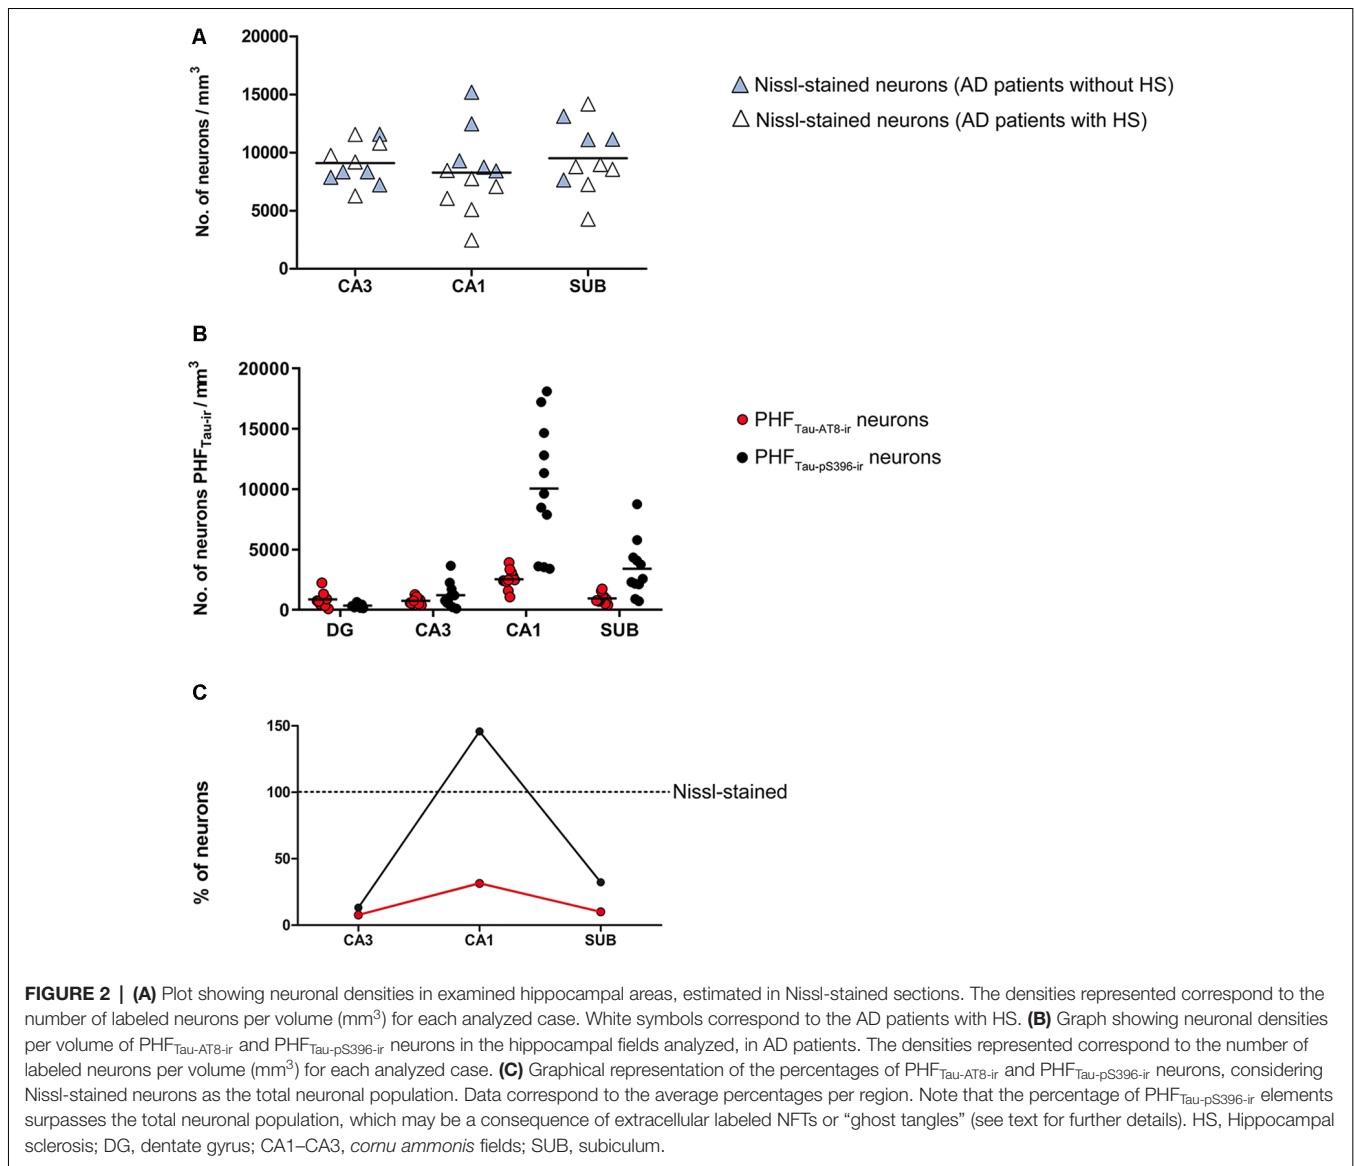 A
No. of neurons / mm³
20000
15000
10000
5000
0
CA3 CA1 SUB
Nissl-stained neurons (AD patients without HS)
Nissl-stained neurons (AD patients with HS)
B
No. of neurons PHFTau-ir / mm³
20000
15000
10000
5000
0
DG CA3 CA1 SUB
PHFTau-AT8-ir neurons
PHFTau-pS396-ir neurons
C
% of neurons
150
100
50
0
CA3 CA1 SUB
Nissl-stained
FIGURE 2 | (A) Plot showing neuronal densities in examined hippocampal areas, estimated in Nissl-stained sections. The densities represented correspond to the
number of labeled neurons per volume (mm³) for each analyzed case. White symbols correspond to the AD patients with HS. (B) Graph showing neuronal densities
per volume of PHFTau-AT8-ir and PHFTau-pS396-ir neurons in the hippocampal fields analyzed, in AD patients. The densities represented correspond to the number of
labeled neurons per volume (mm³) for each analyzed case. (C) Graphical representation of the percentages of PHFTau-AT8-ir and PHFTau-pS396-ir neurons, considering
Nissl-stained neurons as the total neuronal population. Data correspond to the average percentages per region. Note that the percentage of PHFTau-pS396-ir elements
surpasses the total neuronal population, which may be a consequence of extracellular labeled NFTs or “ghost tangles” (see text for further details). HS, Hippocampal
sclerosis; DG, dentate gyrus; CA1–CA3, cornu ammonis fields; SUB, subiculum.